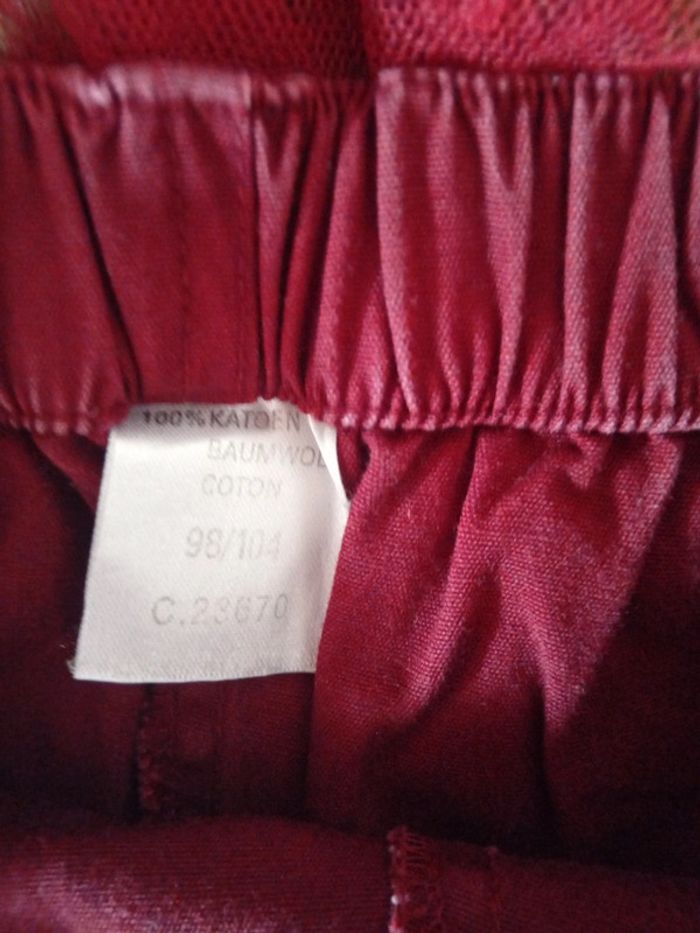 100% KATOEN
BAUMWOL
COTON
98/104
C.23670